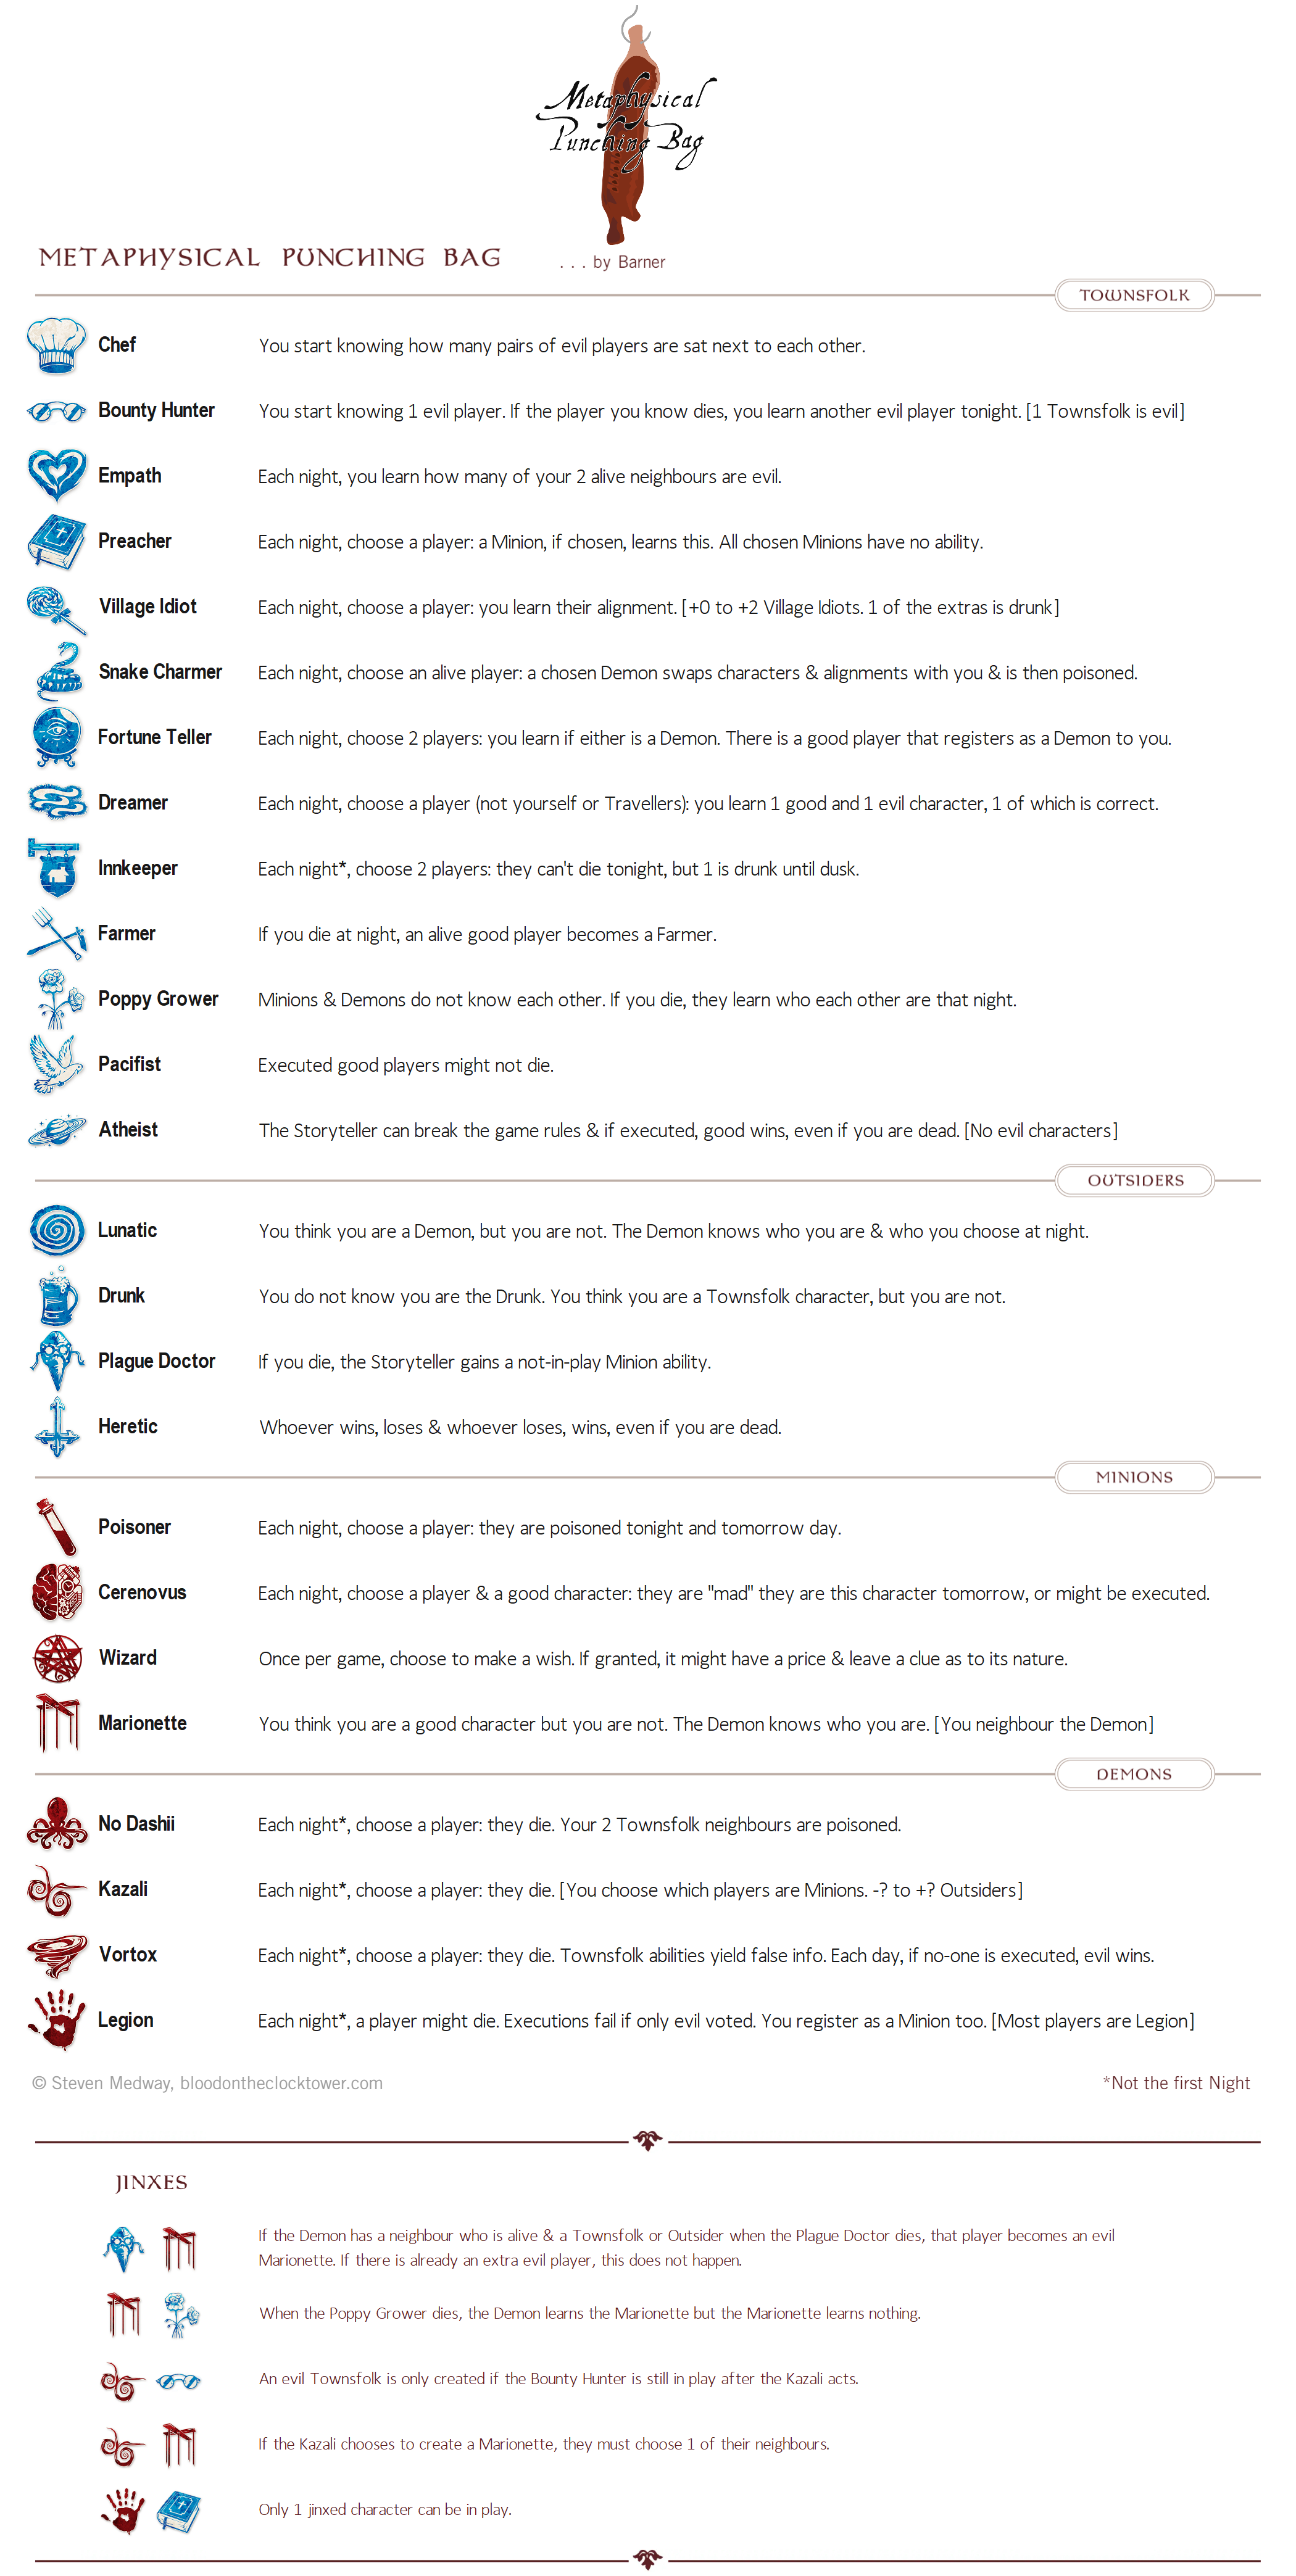 Metaphysical
Punching Bag
METAPHYSICAL PUNCHING BAG
. . . by Barner
TOWNSFOLK
Chef
You start knowing how many pairs of evil players are sat next to each other.
Bounty Hunter
You start knowing 1 evil player. If the player you know dies, you learn another evil player tonight. [1 Townsfolk is evil]
Empath
Each night, you learn how many of your 2 alive neighbours are evil.
Preacher
Each night, choose a player: a Minion, if chosen, learns this. All chosen Minions have no ability.
Village Idiot
Each night, choose a player: you learn their alignment. [+0 to +2 Village Idiots. 1 of the extras is drunk]
Snake Charmer
Each night, choose an alive player: a chosen Demon swaps characters & alignments with you & is then poisoned.
Fortune Teller
Each night, choose 2 players: you learn if either is a Demon. There is a good player that registers as a Demon to you.
Dreamer
Each night, choose a player (not yourself or Travellers): you learn 1 good and 1 evil character, 1 of which is correct.
Innkeeper
Each night*, choose 2 players: they can't die tonight, but 1 is drunk until dusk.
Farmer
If you die at night, an alive good player becomes a Farmer.
Poppy Grower
Minions & Demons do not know each other. If you die, they learn who each other are that night.
Pacifist
Executed good players might not die.
Atheist
The Storyteller can break the game rules & if executed, good wins, even if you are dead. [No evil characters]
OUTSIDERS
Lunatic
You think you are a Demon, but you are not. The Demon knows who you are & who you choose at night.
Drunk
You do not know you are the Drunk. You think you are a Townsfolk character, but you are not.
Plague Doctor
If you die, the Storyteller gains a not-in-play Minion ability.
Heretic
Whoever wins, loses & whoever loses, wins, even if you are dead.
MINIONS
Poisoner
Each night, choose a player: they are poisoned tonight and tomorrow day.
Cerenovus
Each night, choose a player & a good character: they are "mad" they are this character tomorrow, or might be executed.
Wizard
Once per game, choose to make a wish. If granted, it might have a price & leave a clue as to its nature.
Marionette
You think you are a good character but you are not. The Demon knows who you are. [You neighbour the Demon]
DEMONS
No Dashii
Each night*, choose a player: they die. Your 2 Townsfolk neighbours are poisoned.
Kazali
Each night*, choose a player: they die. [You choose which players are Minions. -? to +? Outsiders]
Vortox
Each night*, choose a player: they die. Townsfolk abilities yield false info. Each day, if no-one is executed, evil wins.
Legion
Each night*, a player might die. Executions fail if only evil voted. You register as a Minion too. [Most players are Legion]
© Steven Medway, bloodontheclocktower.com
*Not the first Night
JINXES
If the Demon has a neighbour who is alive & a Townsfolk or Outsider when the Plague Doctor dies, that player becomes an evil
Marionette. If there is already an extra evil player, this does not happen.
When the Poppy Grower dies, the Demon learns the Marionette but the Marionette learns nothing.
An evil Townsfolk is only created if the Bounty Hunter is still in play after the Kazali acts.
If the Kazali chooses to create a Marionette, they must choose 1 of their neighbours.
Only 1 jinxed character can be in play.